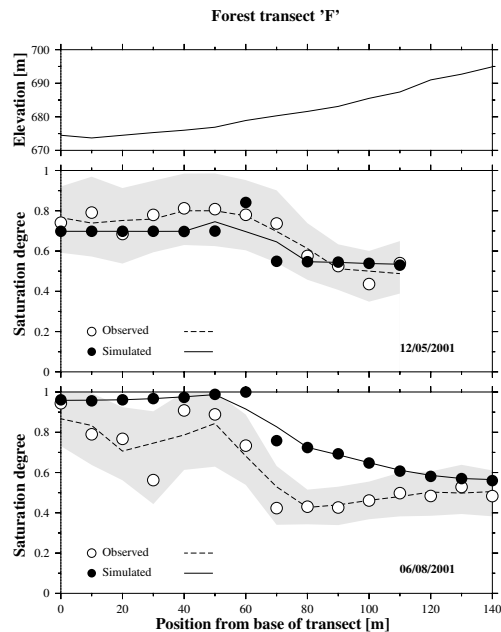 Forest transect 'F'
Elevation [m]
700
690
680
670
Saturation degree
1
0.8
0.6
0.4
0.2
0
Observed
Simulated
12/05/2001
Saturation degree
1
0.8
0.6
0.4
0.2
0
Observed
Simulated
06/08/2001
0 20 40 60 80 100 120 140
Position from base of transect [m]